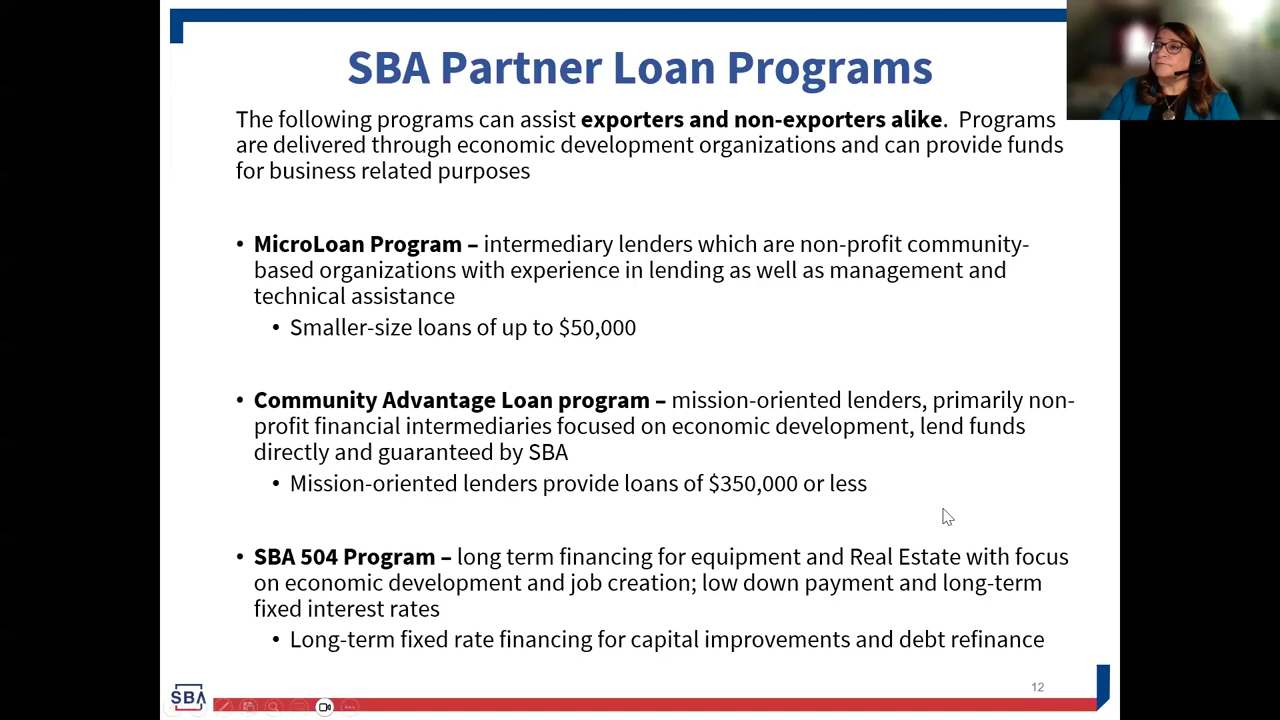 SBA Partner Loan Programs
The following programs can assist exporters and non-exporters alike. Programs
are delivered through economic development organizations and can provide funds
for business related purposes
• MicroLoan Program – intermediary lenders which are non-profit community-
based organizations with experience in lending as well as management and
technical assistance
• Smaller-size loans of up to $50,000
• Community Advantage Loan program – mission-oriented lenders, primarily non-
profit financial intermediaries focused on economic development, lend funds
directly and guaranteed by SBA
• Mission-oriented lenders provide loans of $350,000 or less
• SBA 504 Program – long term financing for equipment and Real Estate with focus
on economic development and job creation; low down payment and long-term
fixed interest rates
• Long-term fixed rate financing for capital improvements and debt refinance
SBA
12